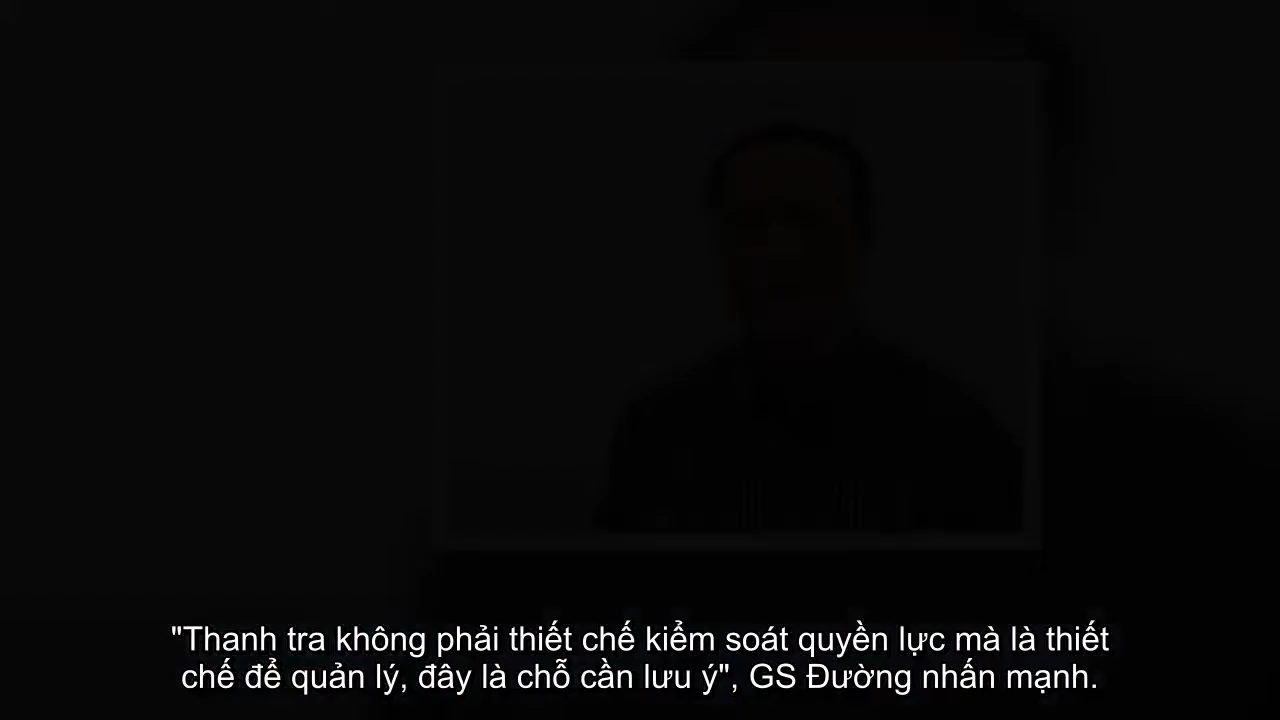 "Thanh tra không phải thiết chế kiểm soát quyền lực mà là thiết
chế để quản lý, đây là chỗ cần lưu ý", GS Đường nhấn mạnh.